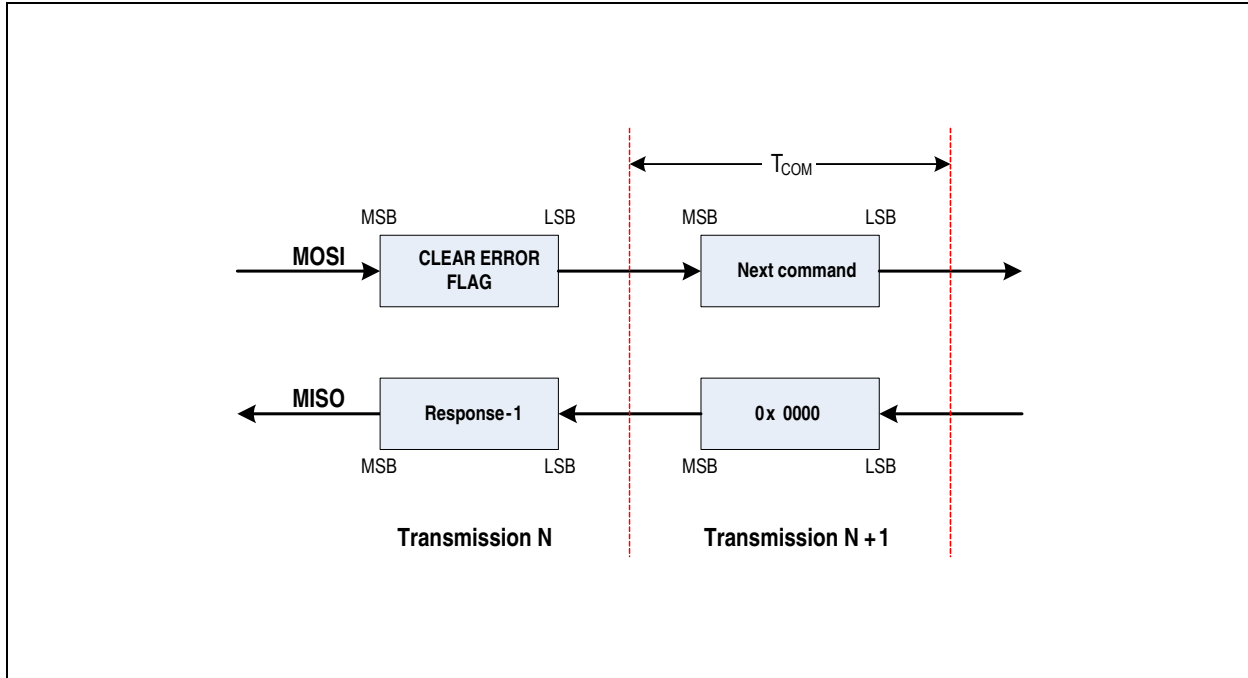 T_COM
MSB LSB MSB LSB
MOSI CLEAR ERROR FLAG Next command
MISO Response-1 0x 0000
MSB LSB MSB LSB
Transmission N Transmission N+1